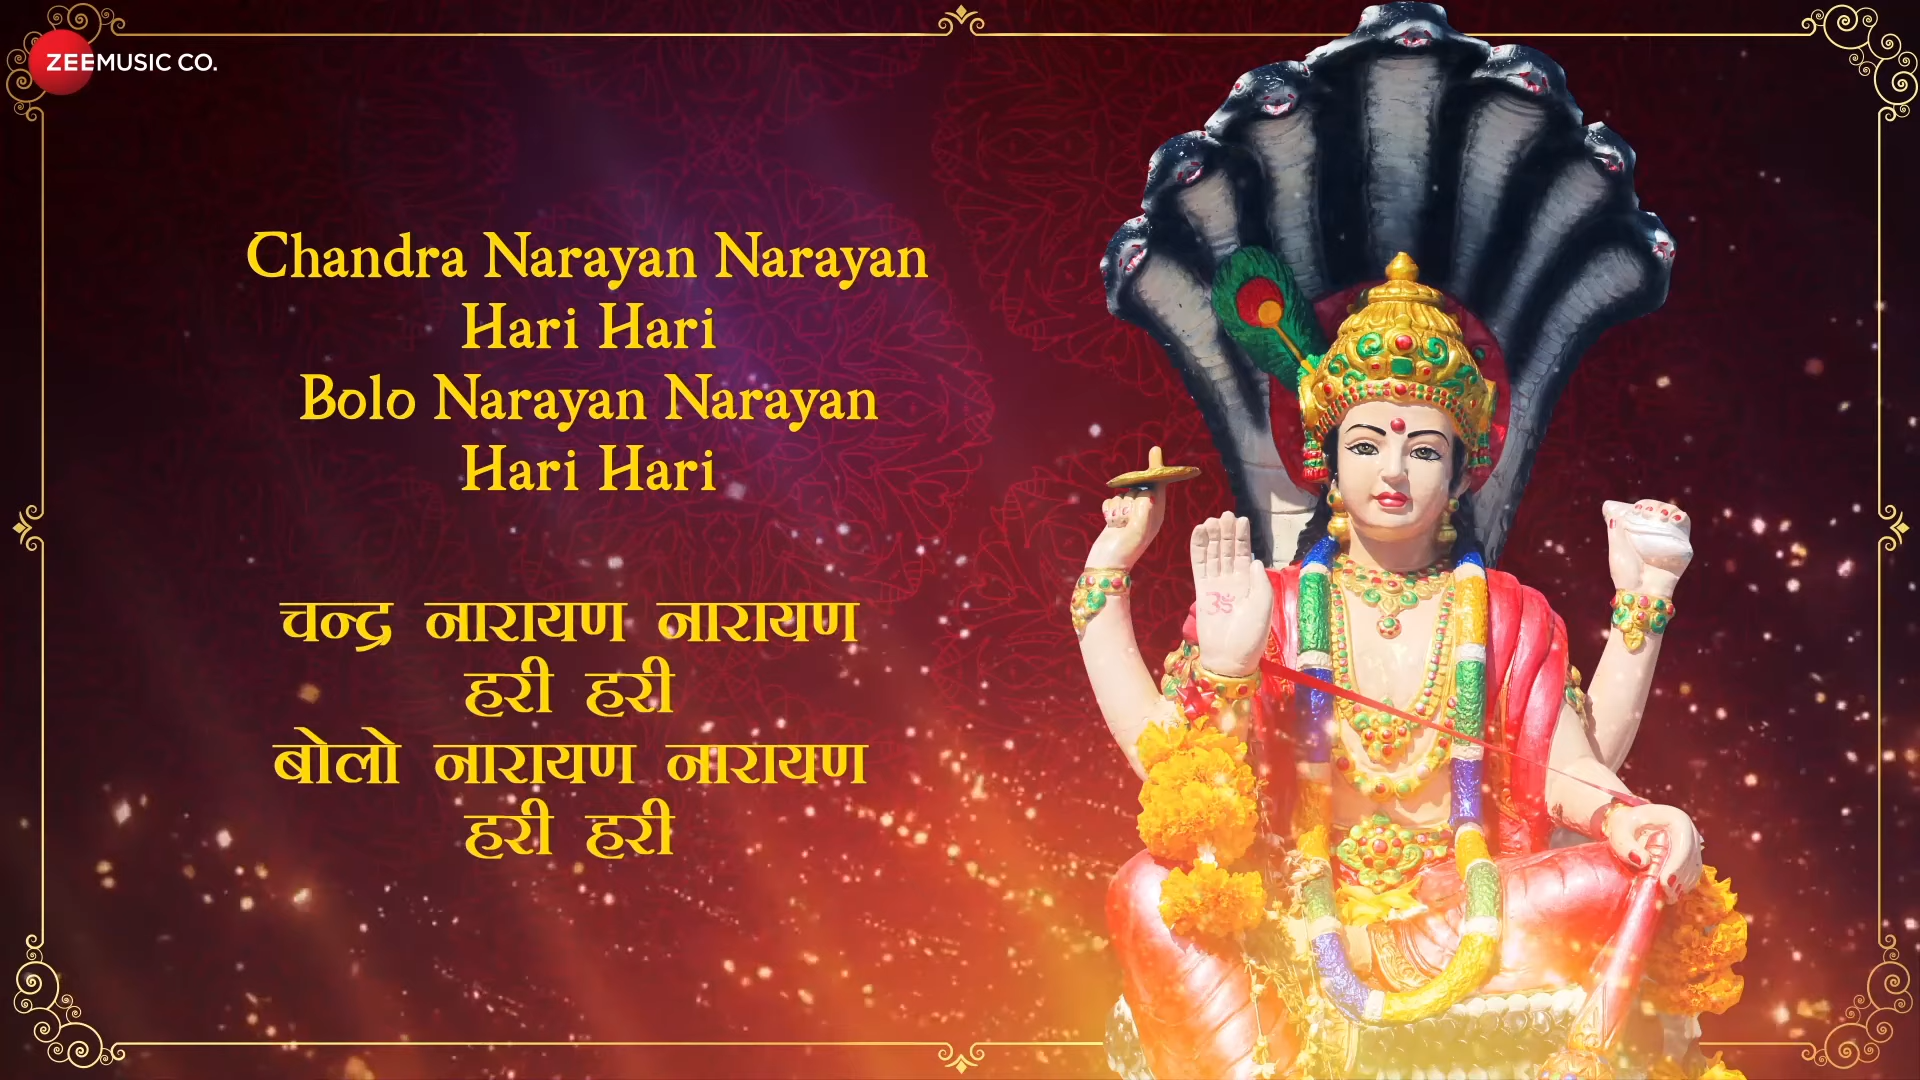 ZEEMUSIC CO.
Chandra Narayan Narayan
Hari Hari
Bolo Narayan Narayan
Hari Hari
चन्द्र नारायण नारायण
हरी हरी
बोलो नारायण नारायण
हरी हरी
ॐ